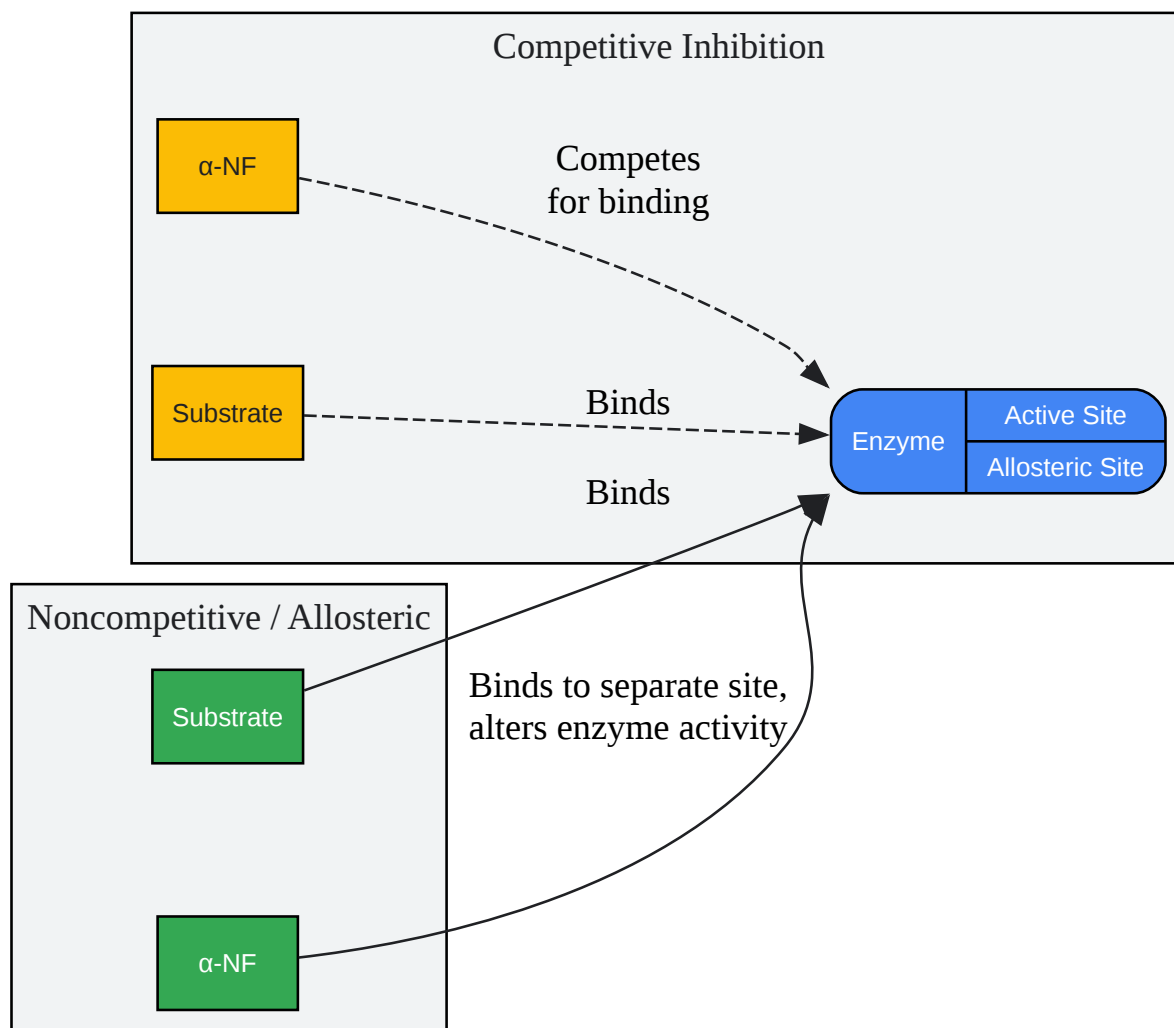 Competitive Inhibition
α-NF
Competes
for binding
Substrate
Binds
Enzyme
Active Site
Allosteric Site
Binds
Noncompetitive / Allosteric
Substrate
Binds to separate site,
alters enzyme activity
α-NF